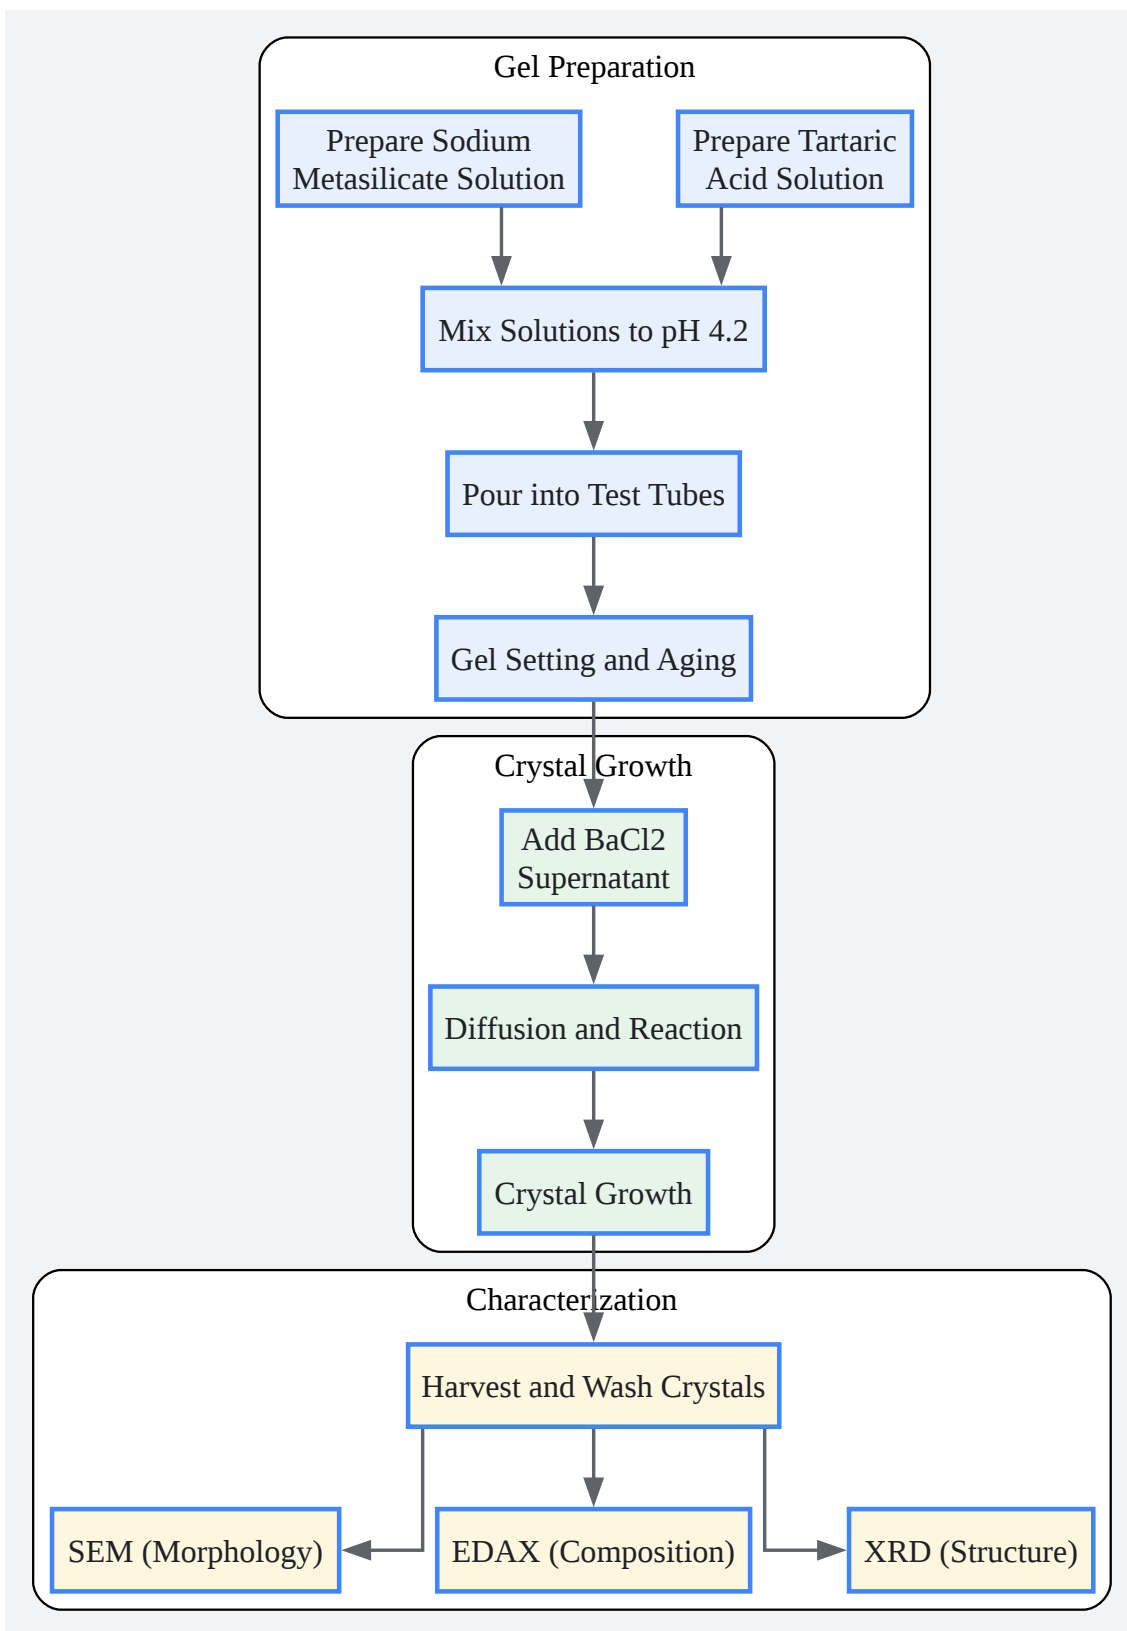 Gel Preparation
Prepare Sodium
Metasilicate Solution
Prepare Tartaric
Acid Solution
Mix Solutions to pH 4.2
Pour into Test Tubes
Gel Setting and Aging
Crystal Growth
Add BaCl2
Supernatant
Diffusion and Reaction
Crystal Growth
Characterization
Harvest and Wash Crystals
SEM (Morphology)
EDAX (Composition)
XRD (Structure)